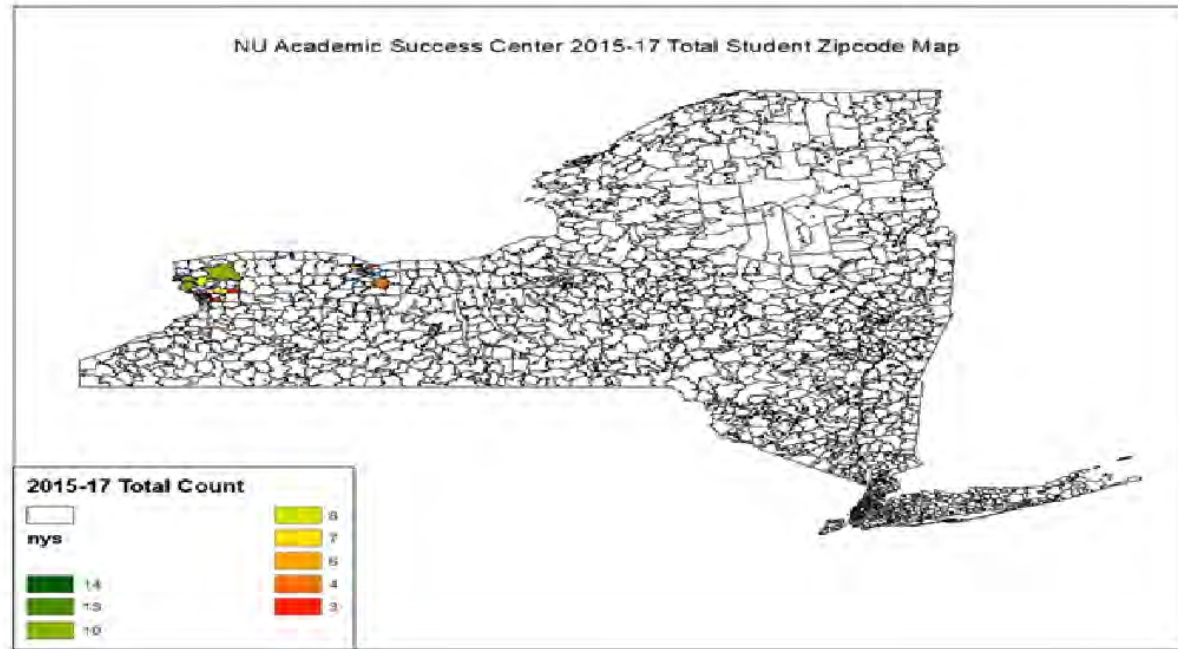 NU Academic Success Center 2015-17 Total Student Zipcode Map
2015-17 Total Count
nys
14
13
10
8
7
4
3